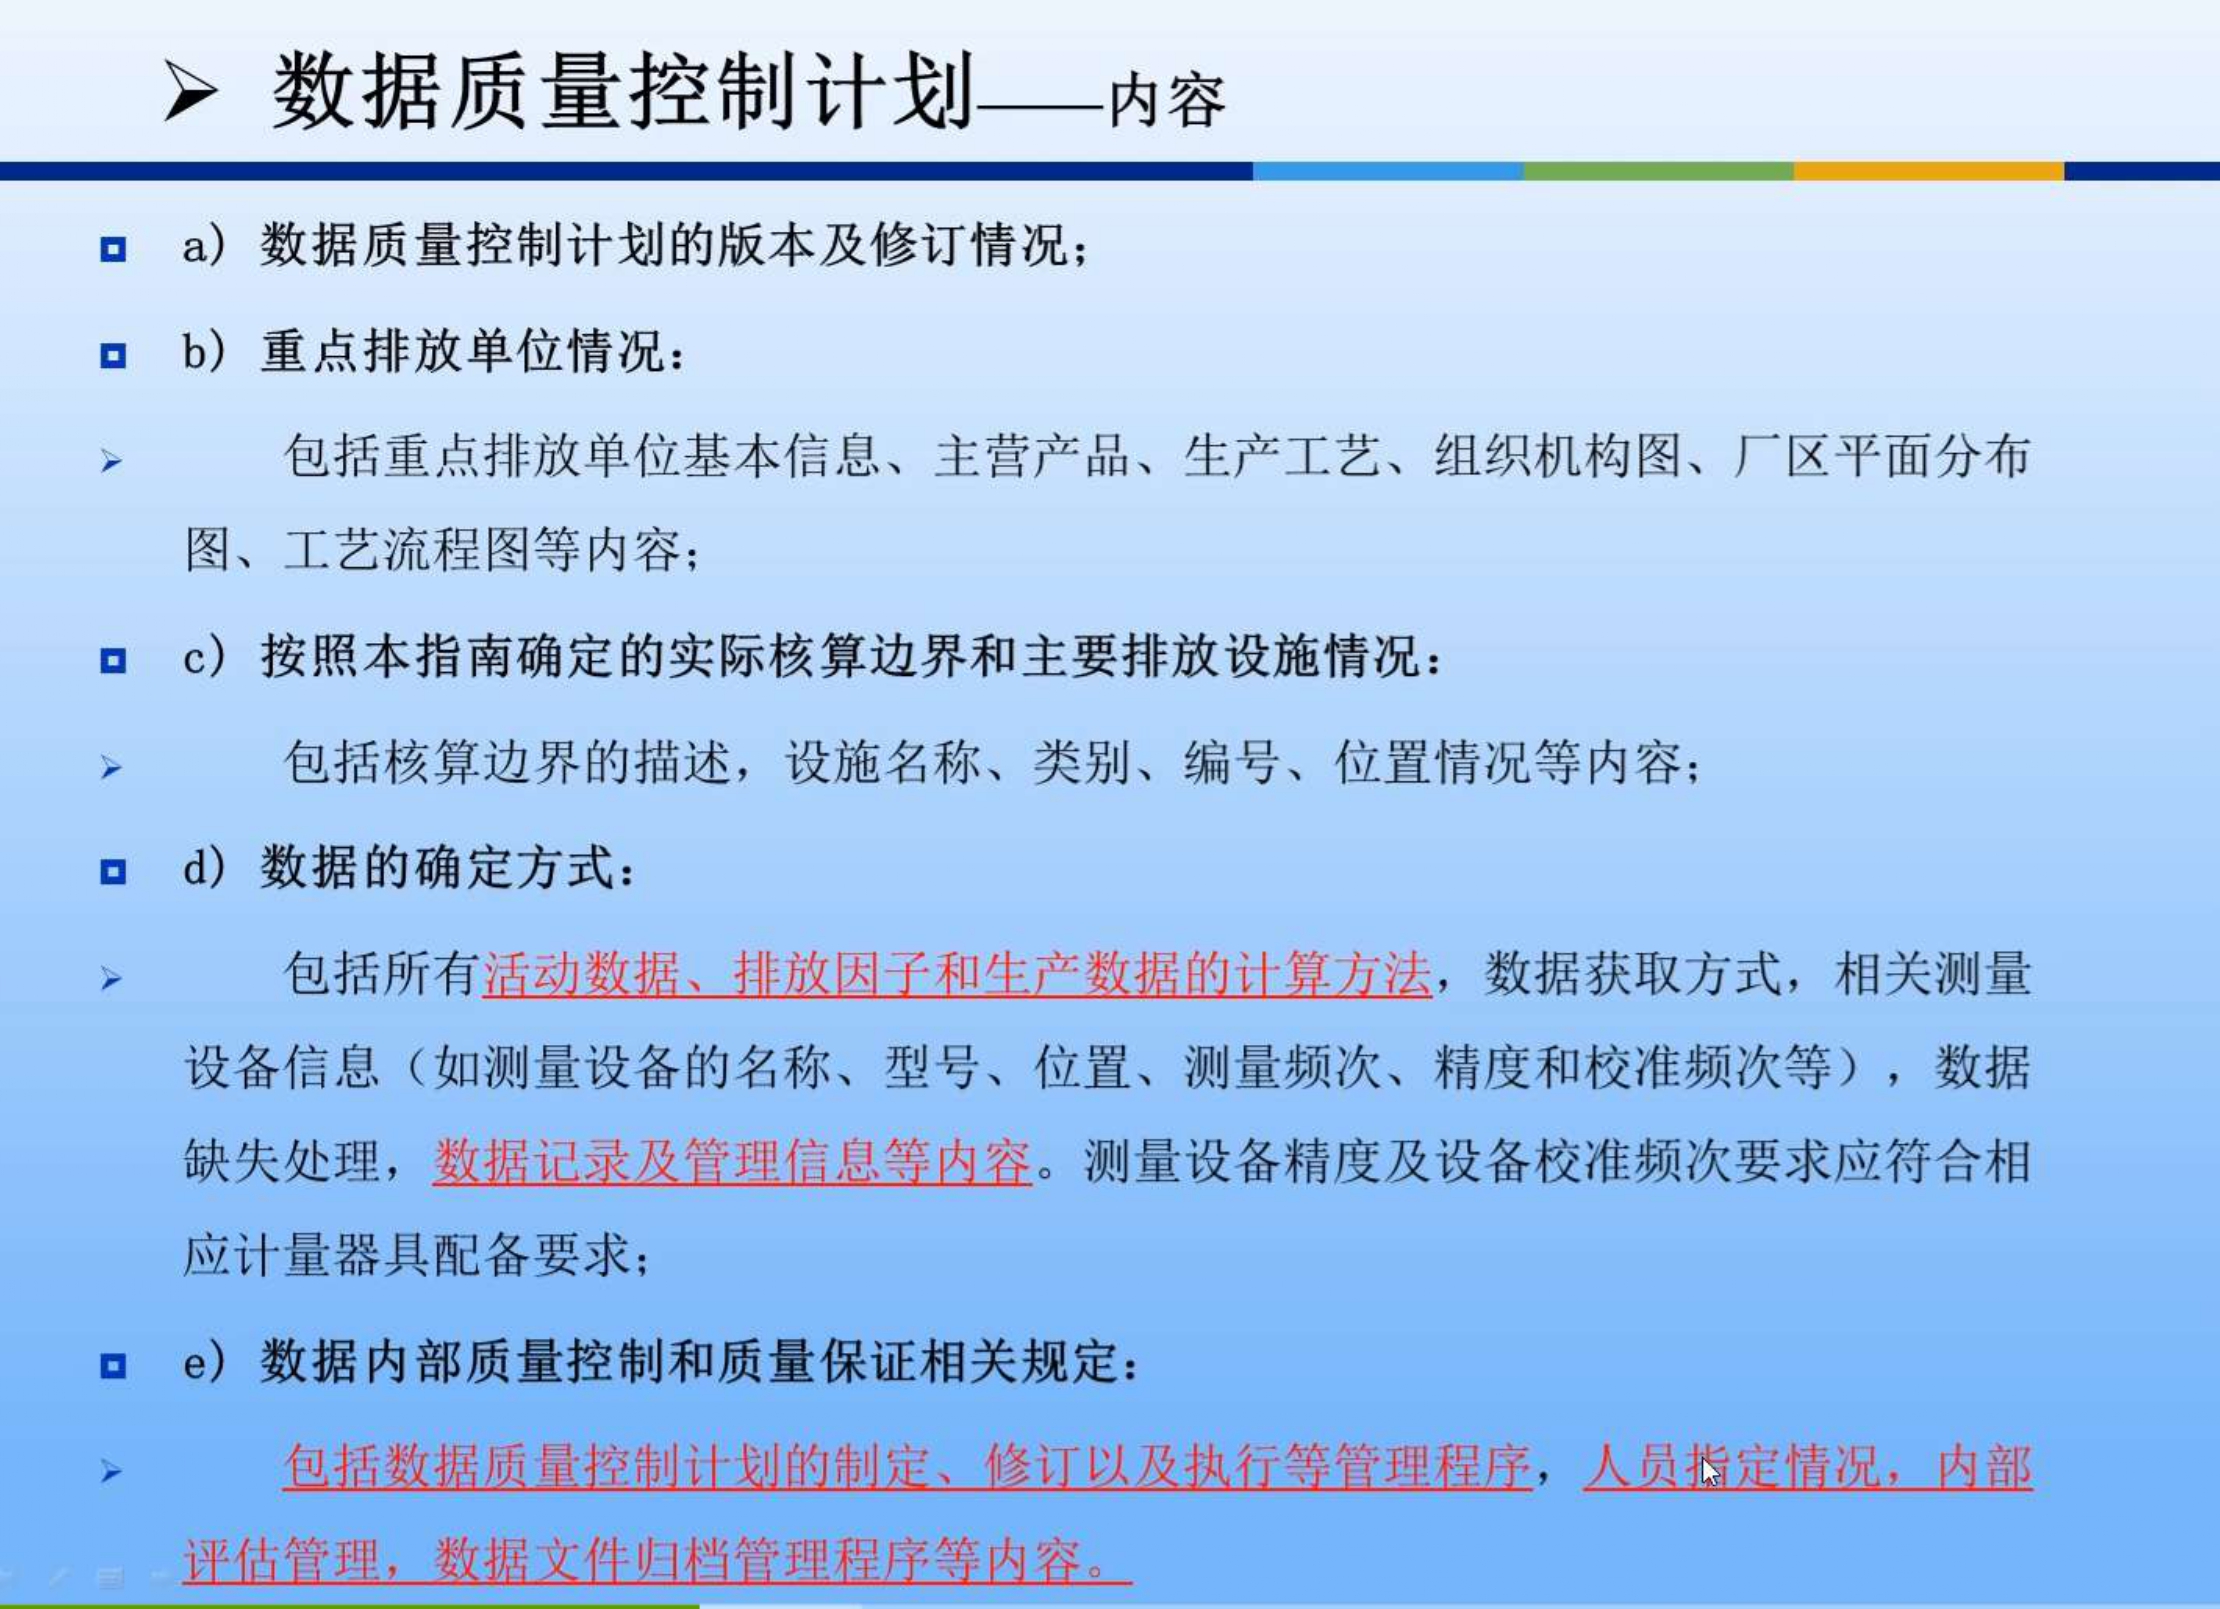 数据质量控制计划——内容
a) 数据质量控制计划的版本及修订情况；
b) 重点排放单位情况：
包括重点排放单位基本信息、主营产品、生产工艺、组织机构图、厂区平面分布
图、工艺流程图等内容；
c) 按照本指南确定的实际核算边界和主要排放设施情况：
包括核算边界的描述，设施名称、类别、编号、位置情况等内容；
d) 数据的确定方式：
包括所有活动数据、排放因子和生产数据的计算方法，数据获取方式，相关测量
设备信息（如测量设备的名称、型号、位置、测量频次、精度和校准频次等），数据
缺失处理，数据记录及管理信息等内容。测量设备精度及设备校准频次要求应符合相
应计量器具配备要求；
e) 数据内部质量控制和质量保证相关规定：
包括数据质量控制计划的制定、修订以及执行等管理程序，人员指定情况，内部
评估管理，数据文件归档管理程序等内容。